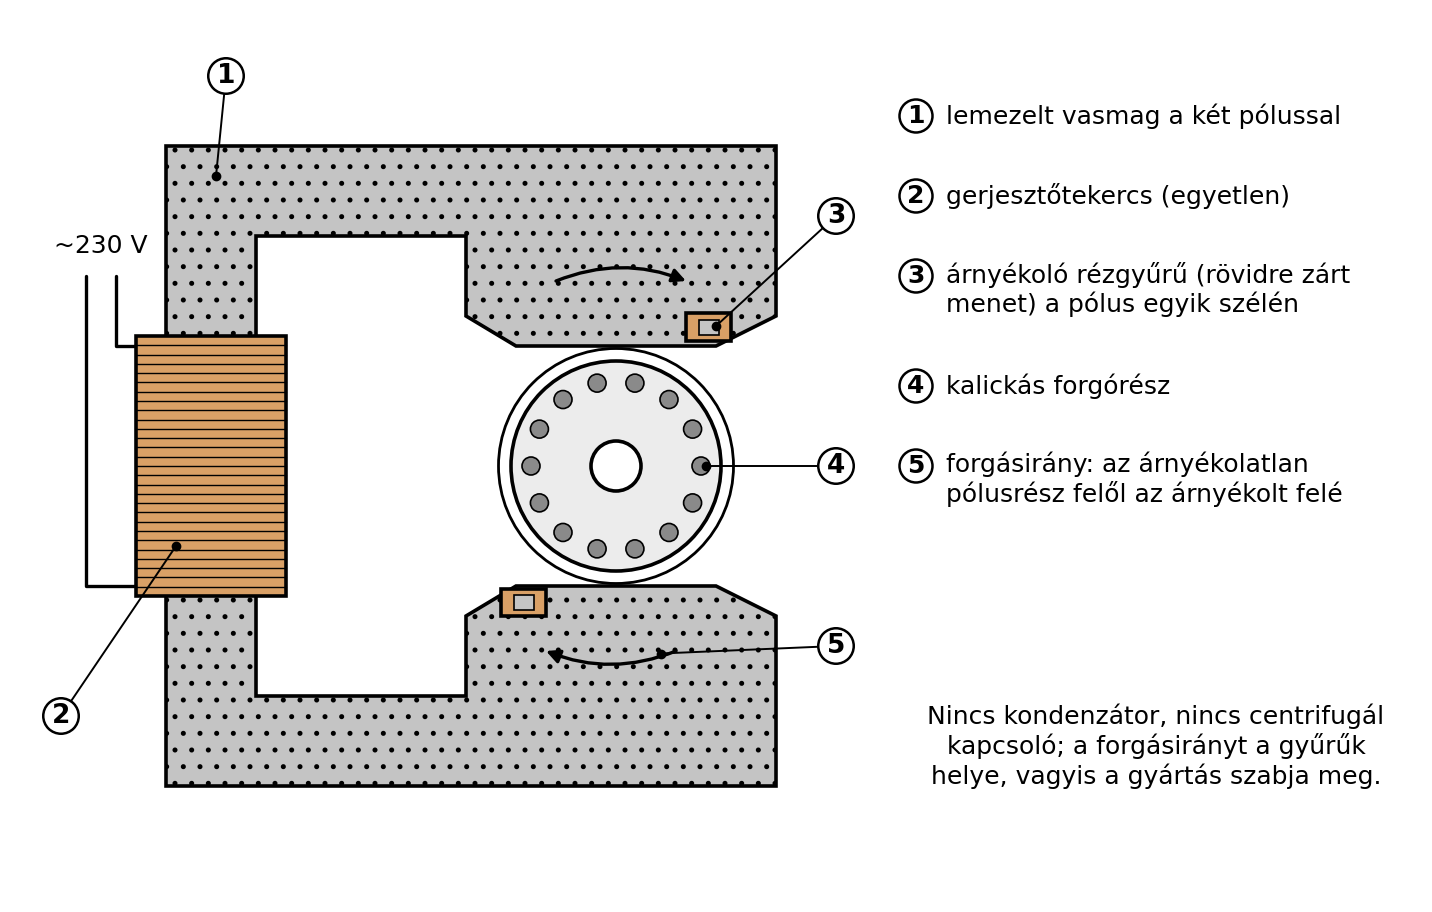 1
~230 V
3
4
5
2
1 lemezelt vasmag a két pólussal
2 gerjesztőtekercs (egyetlen)
3 árnyékoló rézgyűrű (rövidre zárt
menet) a pólus egyik szélén
4 kalickás forgórész
5 forgásirány: az árnyékolatlan
pólusrész felől az árnyékolt felé
Nincs kondenzátor, nincs centrifugál
kapcsoló; a forgásirányt a gyűrűk
helye, vagyis a gyártás szabja meg.